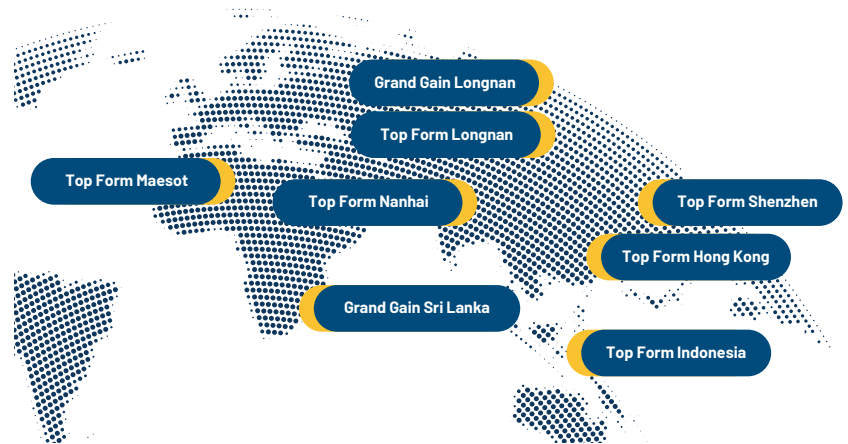 Grand Gain Longnan
Top Form Longnan
Top Form Maesot
Top Form Nanhai
Top Form Shenzhen
Top Form Hong Kong
Grand Gain Sri Lanka
Top Form Indonesia